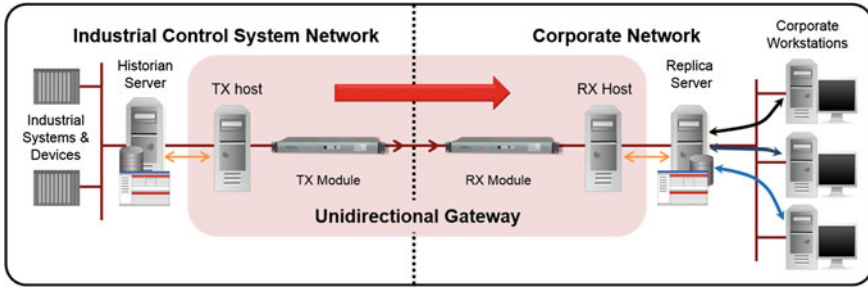 Industrial Control System Network
Corporate Network
Corporate
Workstations
Historian
Server
TX host
RX Host
Replica
Server
Industrial
Systems &
Devices
TX Module
RX Module
Unidirectional Gateway